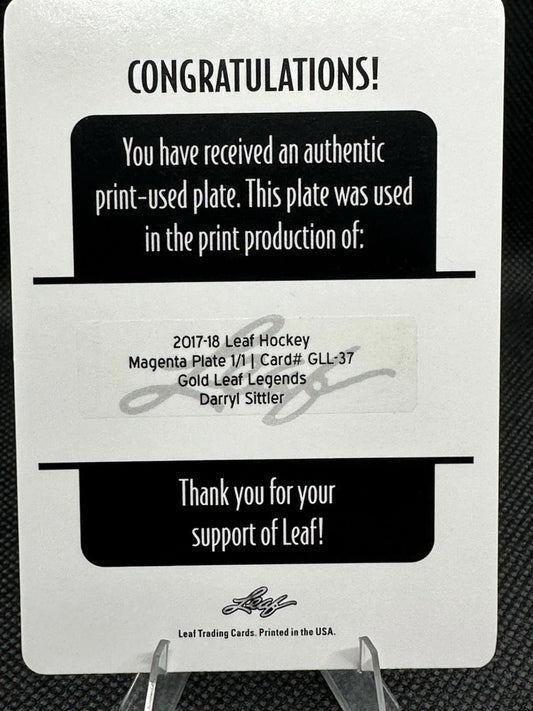 CONGRATULATIONS!
You have received an authentic
print-used plate. This plate was used
in the print production of:
2017-18 Leaf Hockey
Magenta Plate 1/1 | Card# GLL-37
Gold Leaf Legends
Darryl Sittler
Leaf
Thank you for your
support of Leaf!
Leaf
Leaf Trading Cards. Printed in the USA.